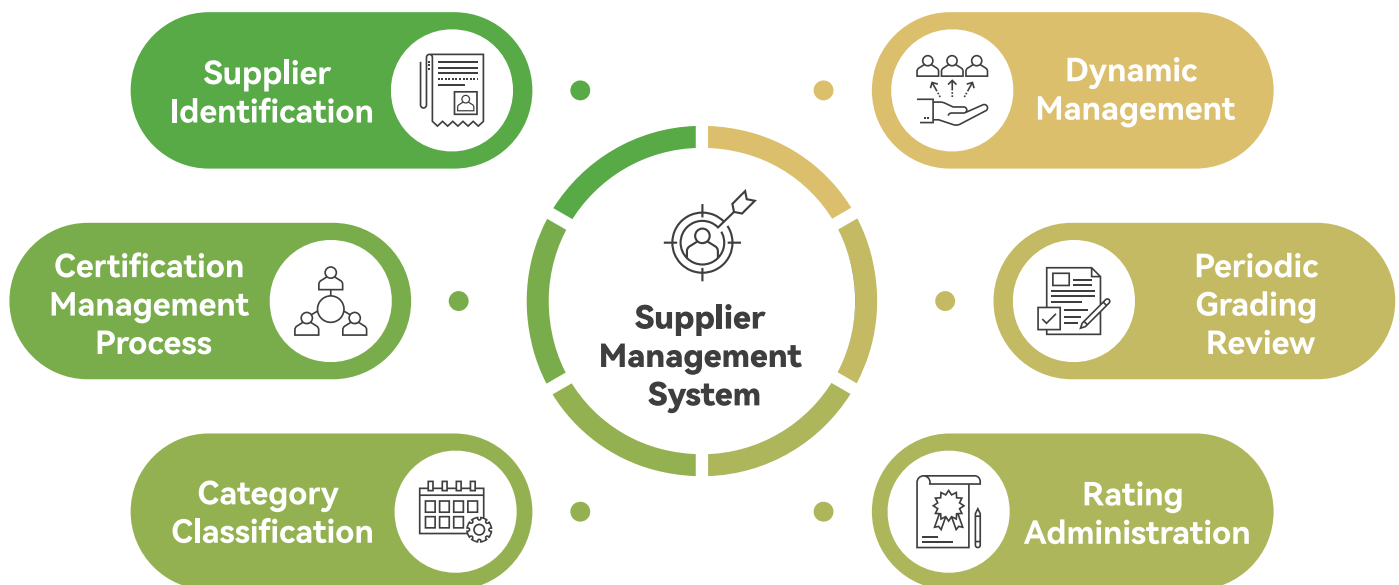 Supplier
Identification
Certification
Management
Process
Category
Classification
Supplier
Management
System
Dynamic
Management
Periodic
Grading
Review
Rating
Administration